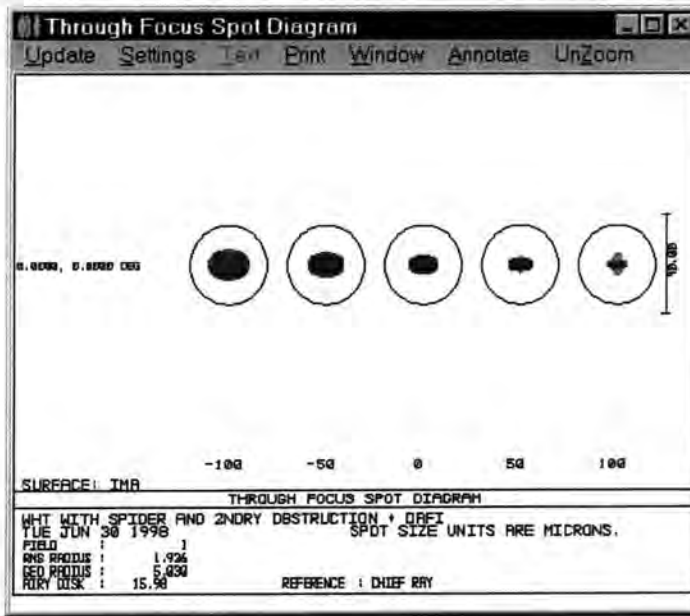 Through Focus Spot Diagram
Update Settings Text Print Window Annotate UnZoom
0.0000, 0.0000 DEG
40.00
-100 -50 0 50 100
SURFACE: IMA
THROUGH FOCUS SPOT DIAGRAM
WHT WITH SPIDER AND 2NDRY OBSTRUCTION +
TUE JUN 30 1998 SPOT SIZE UNITS ARE MICRONS.
FIELD : 1
RMS RADIUS : 1.926
GEO RADIUS : 5.030
AIRY DISK : 15.98 REFERENCE : CHIEF RAY